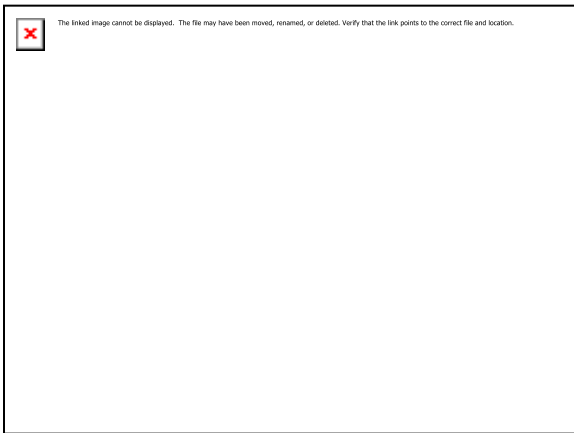 The linked image cannot be displayed.  The file may have been moved, renamed, or deleted. Verify that the link points to the correct file and location.